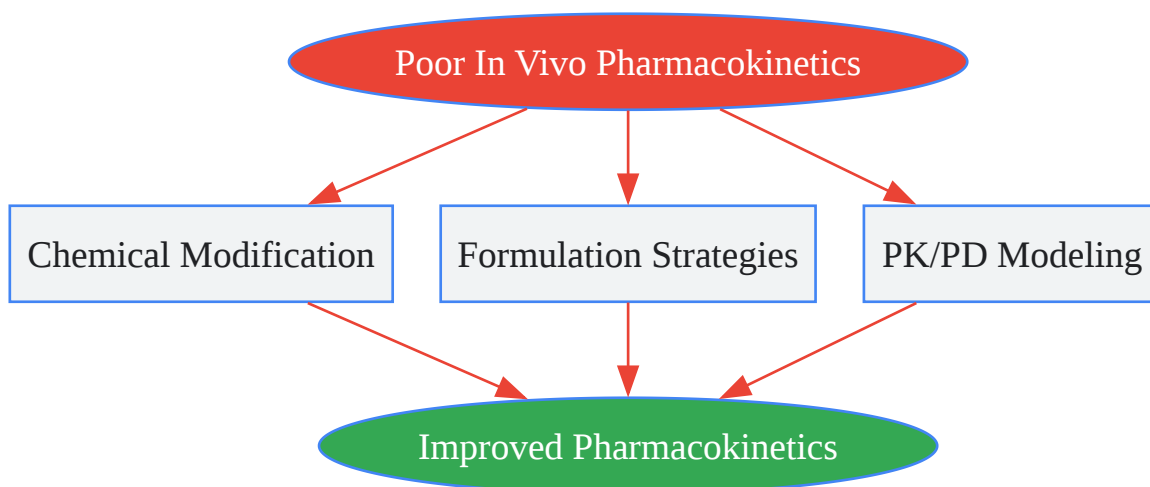 Poor In Vivo Pharmacokinetics
Chemical Modification
Formulation Strategies
PK/PD Modeling
Improved Pharmacokinetics